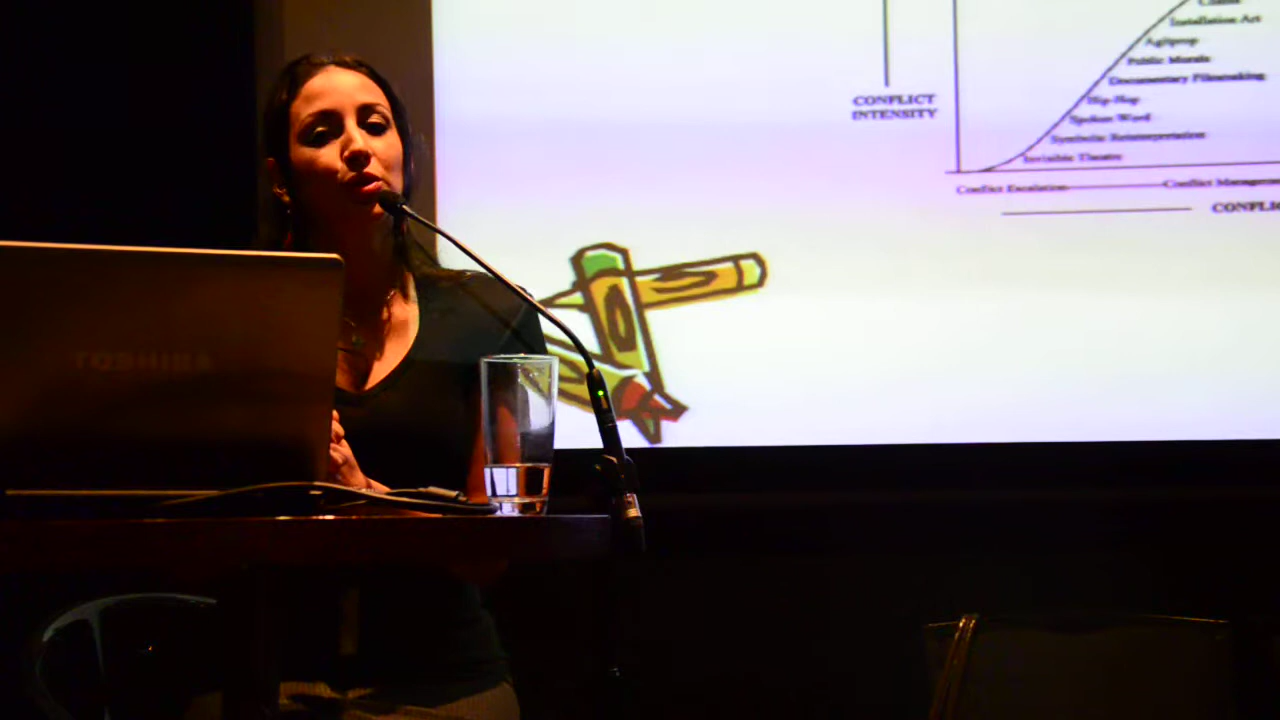 Installation Art
Agitprop
Public Murals
Documentary Filmmaking
Hip-Hop
Spoken Word
Symbolic Reinterpretation
Invisible Theatre
CONFLICT
INTENSITY
Conflict Escalation
Conflict Managemen
CONFLIC
TOSHIBA